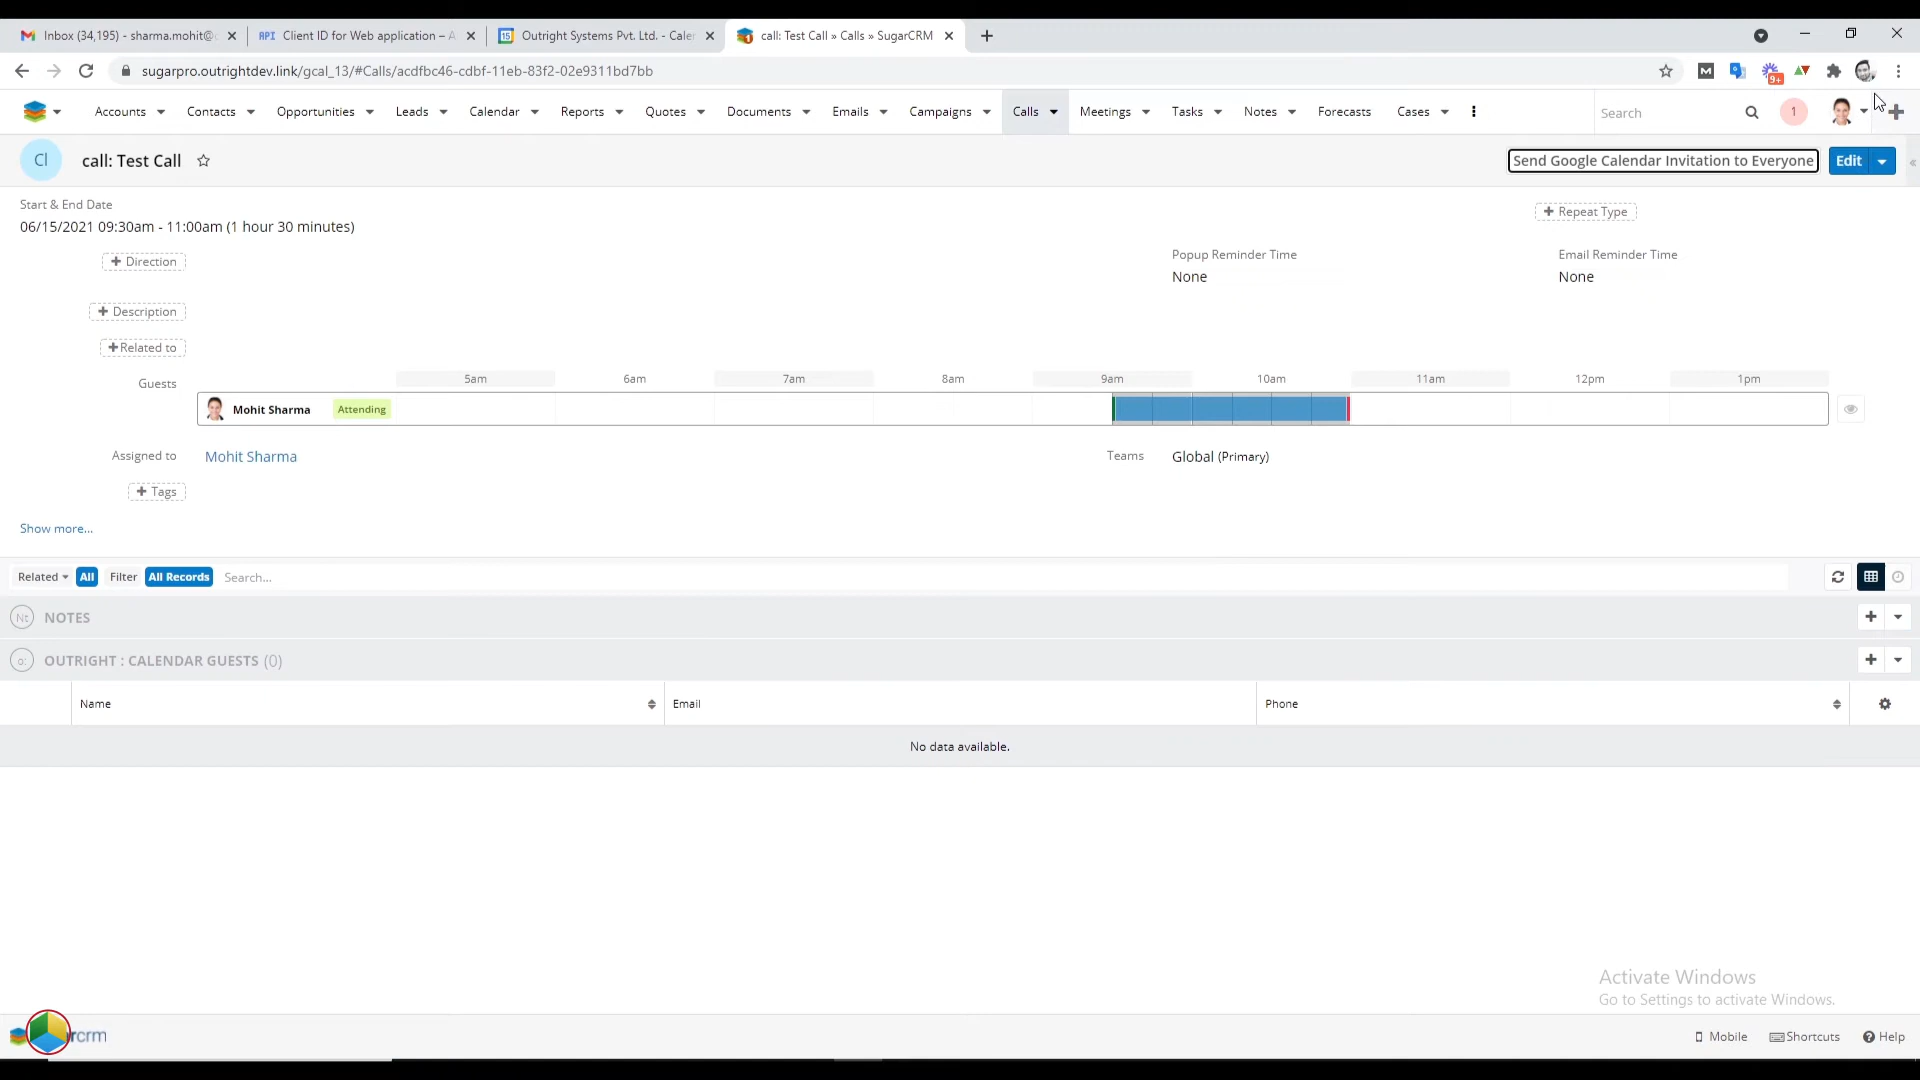 Inbox (34,195) - sharma.mohit@
API Client ID for Web application – A
15 Outright Systems Pvt. Ltd. - Caler
call: Test Call » Calls » SugarCRM
sugarpro.outrightdev.link/gcal_13/#Calls/acdfbc46-cdbf-11eb-83f2-02e9311bd7bb
M
9+
Accounts Contacts Opportunities Leads Calendar Reports Quotes Documents Emails Campaigns Calls Meetings Tasks Notes Forecasts Cases
Search
1
Cl call: Test Call
Send Google Calendar Invitation to Everyone
Edit
Start & End Date
06/15/2021 09:30am - 11:00am (1 hour 30 minutes)
+ Repeat Type
+ Direction
Popup Reminder Time
None
Email Reminder Time
None
+ Description
+ Related to
Guests
5am 6am 7am 8am 9am 10am 11am 12pm 1pm
Mohit Sharma Attending
Assigned to Mohit Sharma
Teams Global (Primary)
+ Tags
Show more...
Related All Filter All Records Search...
Nt NOTES
o: OUTRIGHT : CALENDAR GUESTS (0)
Name Email Phone
No data available.
Activate Windows
Go to Settings to activate Windows.
rcrm
Mobile Shortcuts Help